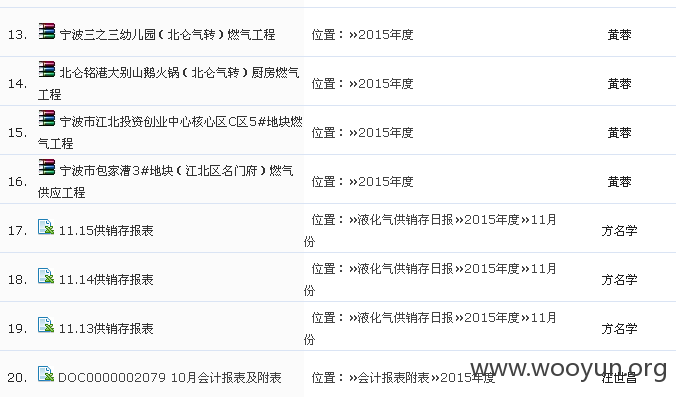 13. 宁波三之三幼儿园（北仑气转）燃气工程 位置：»2015年度 黄蓉
14. 北仑铭港大别山鹅火锅（北仑气转）厨房燃气 位置：»2015年度 黄蓉
工程
15. 宁波市江北投资创业中心核心区C区5#地块燃 位置：»2015年度 黄蓉
气工程
16. 宁波市包家漕3#地块（江北区名门府）燃气 位置：»2015年度 黄蓉
供应工程
17. 11.15供销存报表 位置：»液化气供销存日报»2015年度»11月 方名学
份
18. 11.14供销存报表 位置：»液化气供销存日报»2015年度»11月 方名学
份
19. 11.13供销存报表 位置：»液化气供销存日报»2015年度»11月 方名学
份
20. DOC0000002079 10月会计报表及附表 位置：»会计报表附表»2015年度 汪世昌
www.wooyun.org